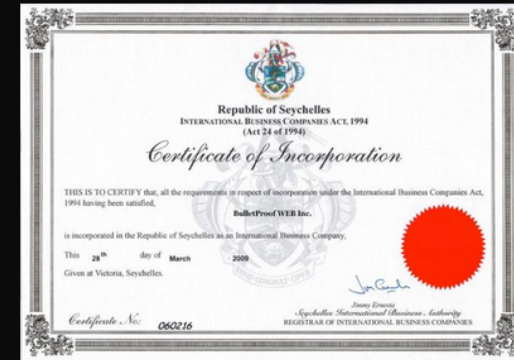 Republic of Seychelles
INTERNATIONAL BUSINESS COMPANIES ACT, 1994
(Act 24 of 1994)
Certificate of Incorporation
THIS IS TO CERTIFY that, all the requirements in respect of incorporation under the International Business Companies Act,
1994 having been satisfied,
BulletProof WEB Inc.
is incorporated in the Republic of Seychelles as an International Business Company,
This 28th day of March 2009
Given at Victoria, Seychelles.
Jimmy Ernesta
Seychelles International Business Authority
REGISTRAR OF INTERNATIONAL BUSINESS COMPANIES
Certificate No: 060216